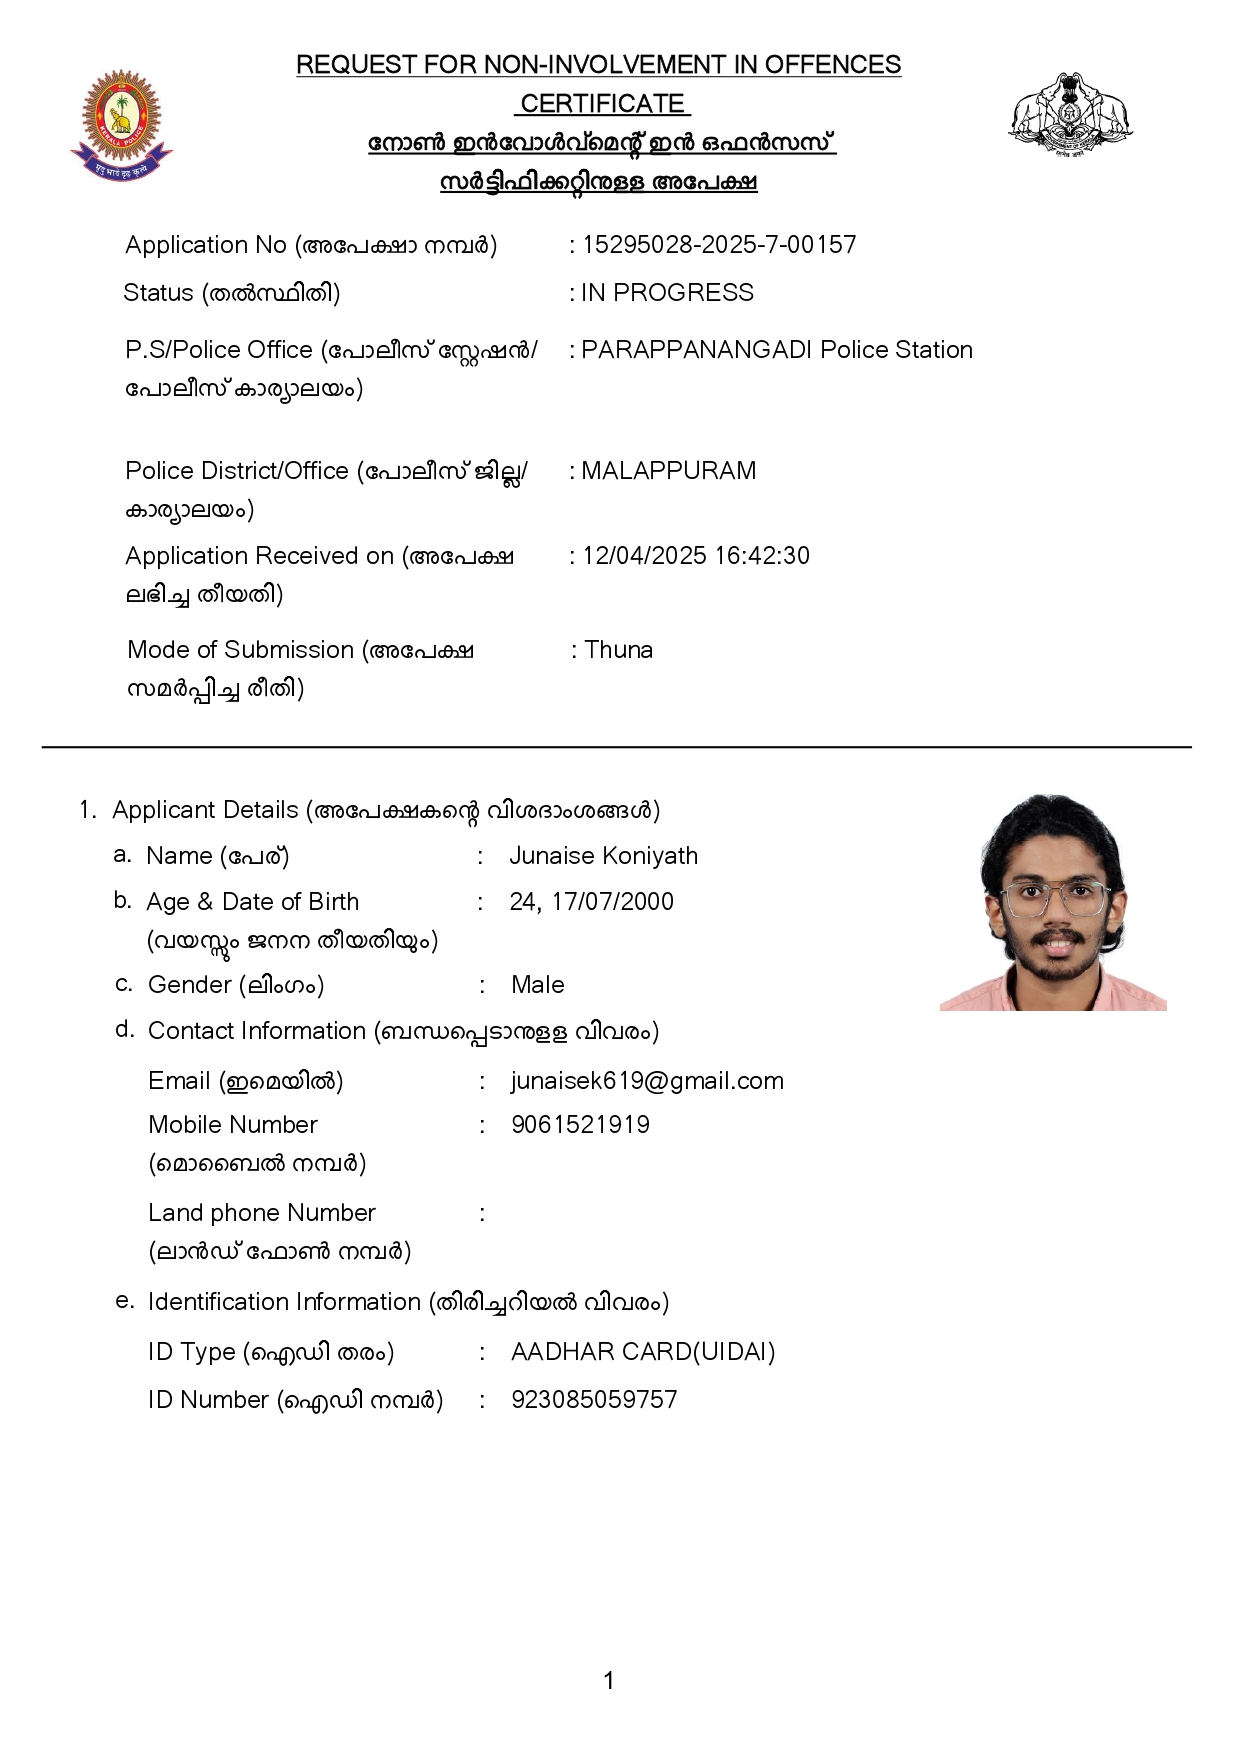 REQUEST FOR NON-INVOLVEMENT IN OFFENCES
CERTIFICATE
നോൺ ഇൻവോൾവ്മെന്റ് ഇൻ ഒഫൻസസ്
സർട്ടിഫിക്കറ്റിനുളള അപേക്ഷ
KERALA POLICE
मृदु भावे दृढ कृत्ये
Application No (അപേക്ഷാ നമ്പർ) : 15295028-2025-7-00157
Status (തൽസ്ഥിതി) : IN PROGRESS
P.S/Police Office (പോലീസ് സ്റ്റേഷൻ/ : PARAPPANANGADI Police Station
പോലീസ് കാര്യാലയം)
Police District/Office (പോലീസ് ജില്ല/ : MALAPPURAM
കാര്യാലയം)
Application Received on (അപേക്ഷ : 12/04/2025 16:42:30
ലഭിച്ച തീയതി)
Mode of Submission (അപേക്ഷ : Thuna
സമർപ്പിച്ച രീതി)
1. Applicant Details (അപേക്ഷകന്റെ വിശദാംശങ്ങൾ)
a. Name (പേര്) : Junaise Koniyath
b. Age & Date of Birth : 24, 17/07/2000
(വയസ്സും ജനന തീയതിയും)
c. Gender (ലിംഗം) : Male
d. Contact Information (ബന്ധപ്പെടാനുളള വിവരം)
Email (ഇമെയിൽ) : junaisek619@gmail.com
Mobile Number : 9061521919
(മൊബൈൽ നമ്പർ)
Land phone Number :
(ലാൻഡ് ഫോൺ നമ്പർ)
e. Identification Information (തിരിച്ചറിയൽ വിവരം)
ID Type (ഐഡി തരം) : AADHAR CARD(UIDAI)
ID Number (ഐഡി നമ്പർ) : 923085059757
1